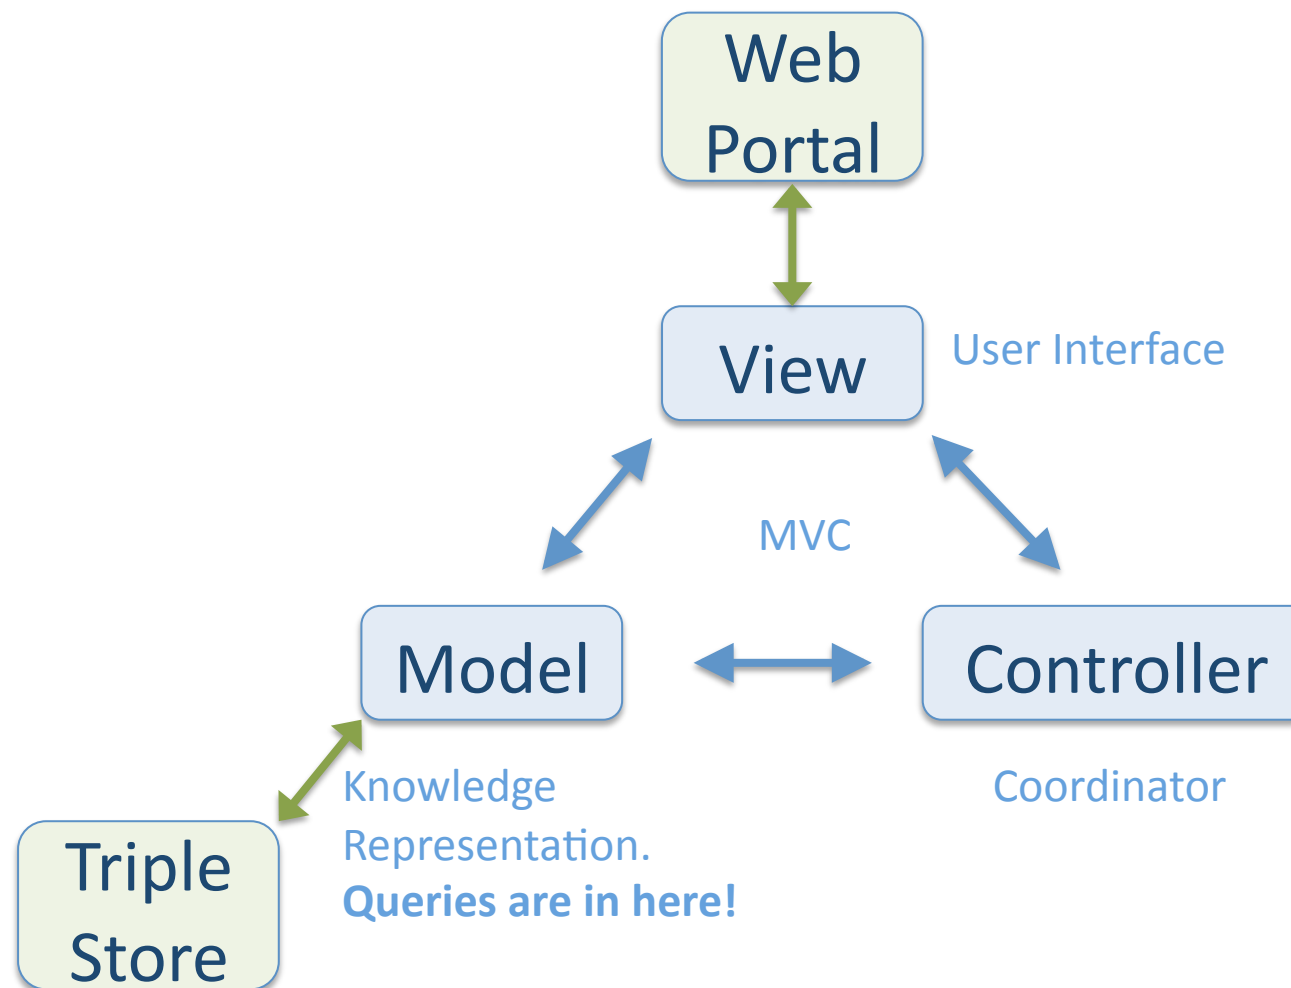 Web
Portal
View
User Interface
MVC
Model
Controller
Knowledge
Representation.
Queries are in here!
Coordinator
Triple
Store